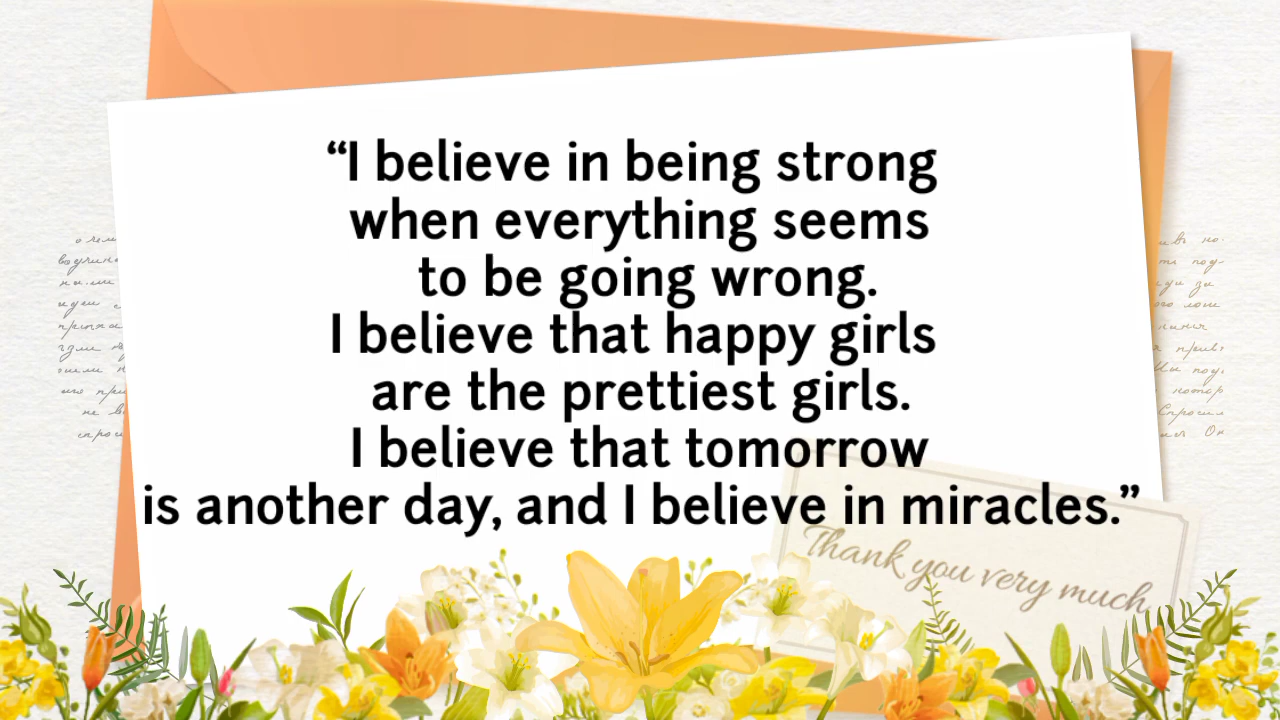 “I believe in being strong
when everything seems
to be going wrong.
I believe that happy girls
are the prettiest girls.
I believe that tomorrow
is another day, and I believe in miracles.”
Thank you very much